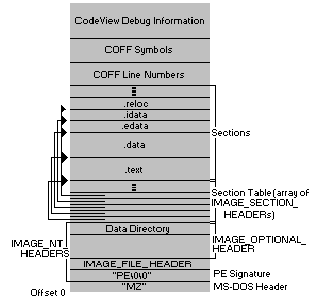 CodeView Debug Information
COFF Symbols
COFF Line Numbers
.reloc
.idata
.edata
.data
.text
Sections
Section Table(array of
IMAGE_SECTION_
HEADERs)
Data Directory
IMAGE_NT_
HEADERS
IMAGE_OPTIONAL_
HEADER
IMAGE_FILE_HEADER
"PE\0\0"
PE Signature
"MZ"
MS-DOS Header
Offset 0